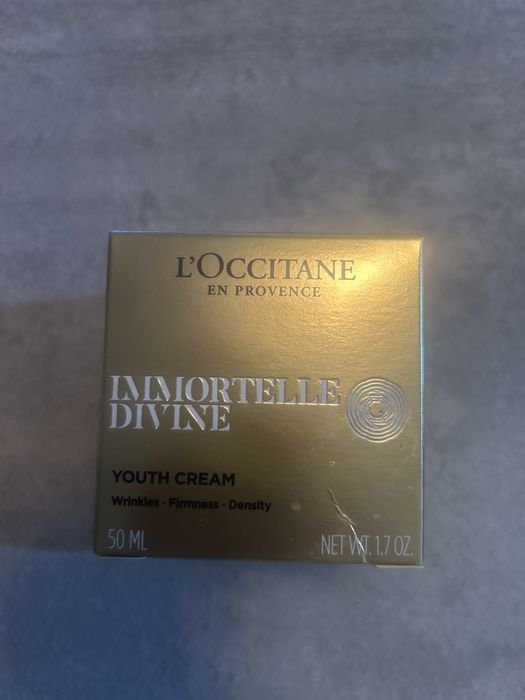 L'OCCITANE
EN PROVENCE
IMMORTELLE
DIVINE
YOUTH CREAM
Wrinkles · Firmness · Density
50 ML
NET WT. 1.7 OZ.